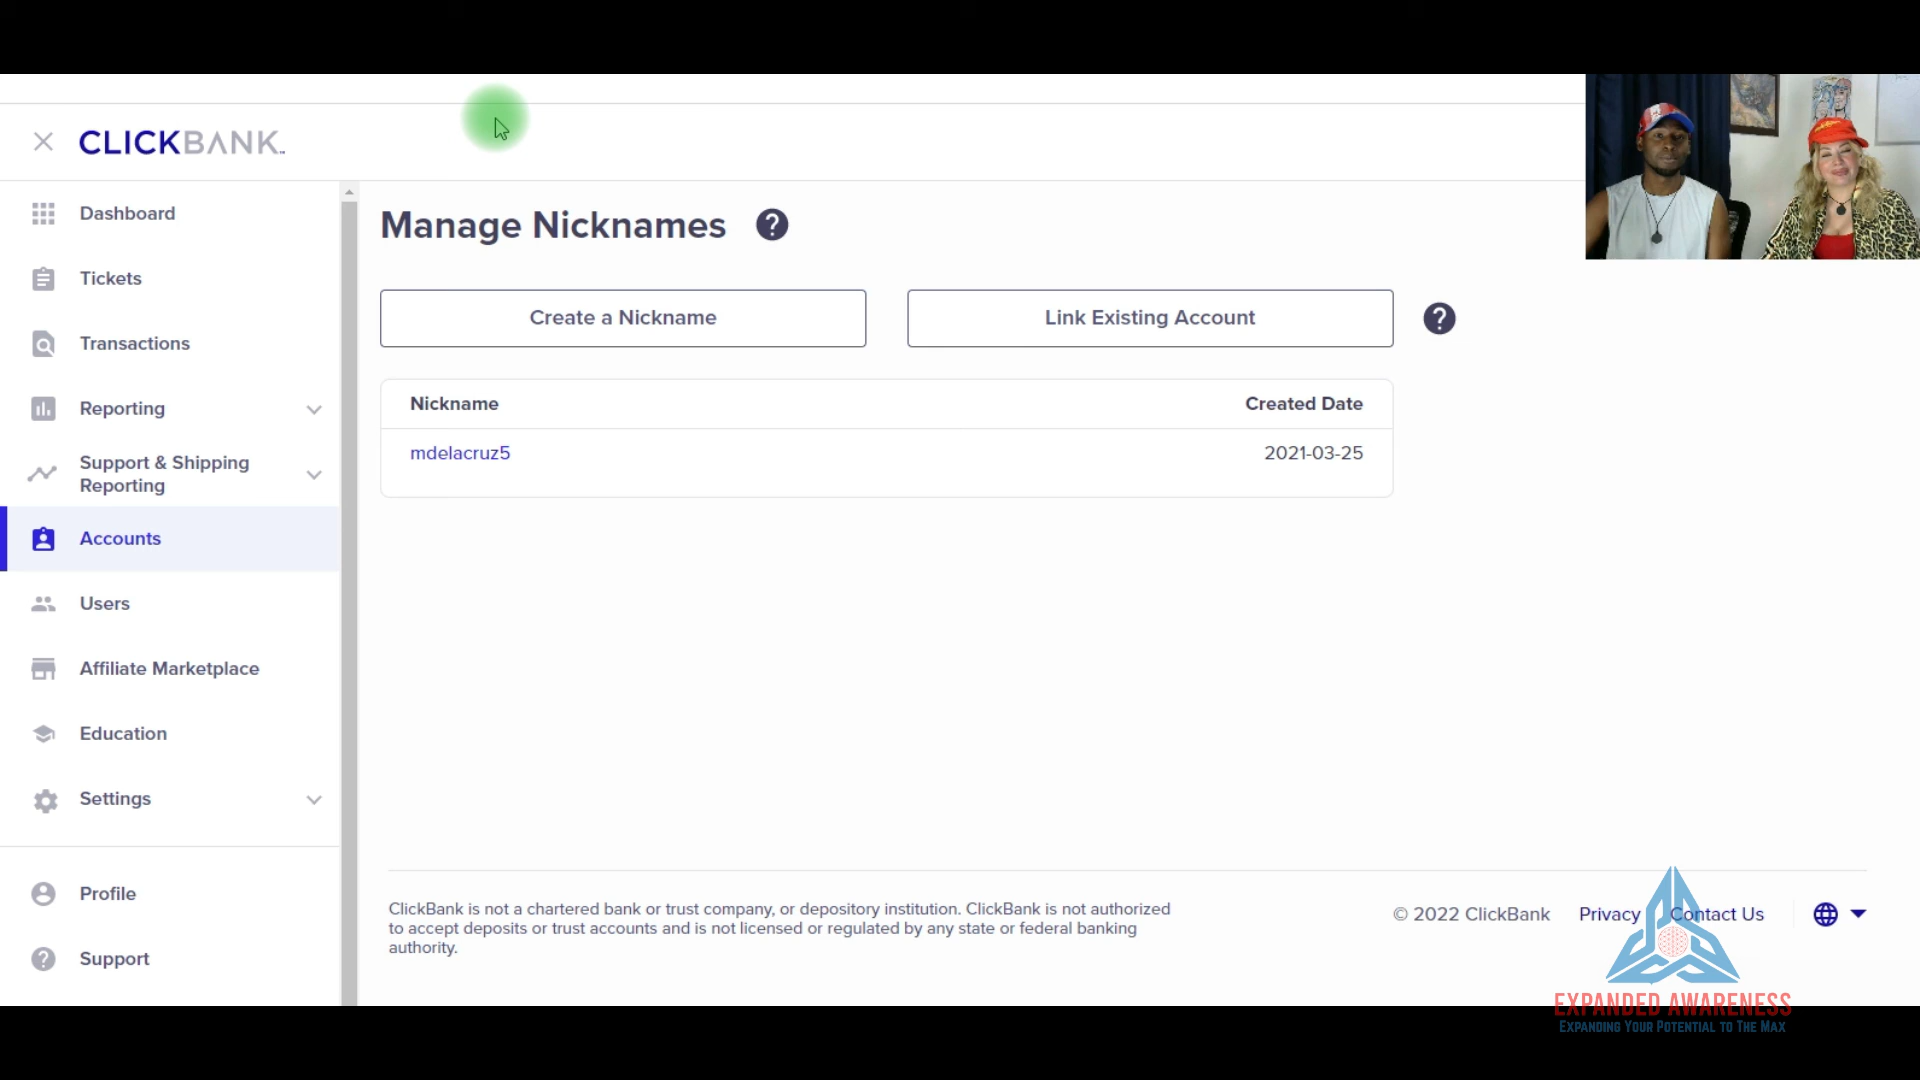 CLICKBANK
Dashboard
Tickets
Transactions
Reporting
Support & Shipping
Reporting
Accounts
Users
Affiliate Marketplace
Education
Settings
Profile
Support
Manage Nicknames ?
Create a Nickname
Link Existing Account ?
Nickname Created Date
mdelacruz5 2021-03-25
ClickBank is not a chartered bank or trust company, or depository institution. ClickBank is not authorized
to accept deposits or trust accounts and is not licensed or regulated by any state or federal banking
authority.
© 2022 ClickBank Privacy Contact Us
EXPANDED AWARENESS
EXPANDING YOUR POTENTIAL TO THE MAX